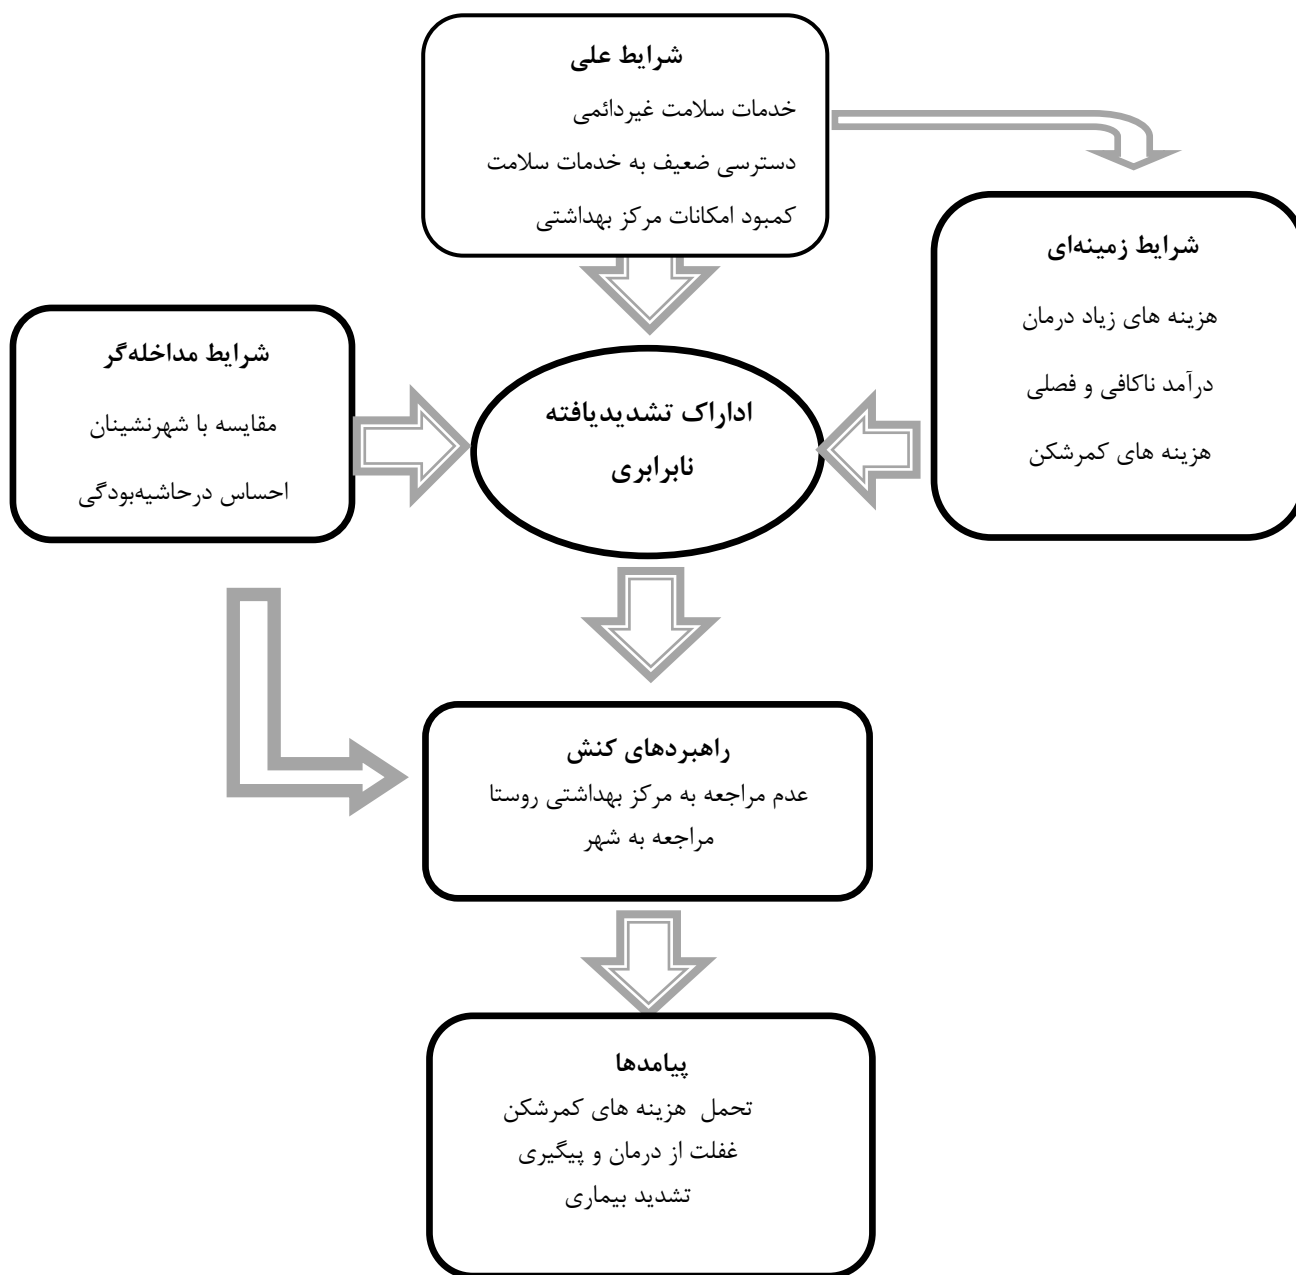 شرایط علی
خدمات سلامت غیردائمی
دسترسی ضعیف به خدمات سلامت
کمبود امکانات مرکز بهداشتی
شرایط زمینه‌ای
هزینه های زیاد درمان
درآمد ناکافی و فصلی
هزینه های کمرشکن
شرایط مداخله‌گر
مقایسه با شهرنشینان
احساس درحاشیه‌بودگی
اداراک تشدیدیافته
نابرابری
راهبردهای کنش
عدم مراجعه به مرکز بهداشتی روستا
مراجعه به شهر
پیامدها
تحمل هزینه های کمرشکن
غفلت از درمان و پیگیری
تشدید بیماری